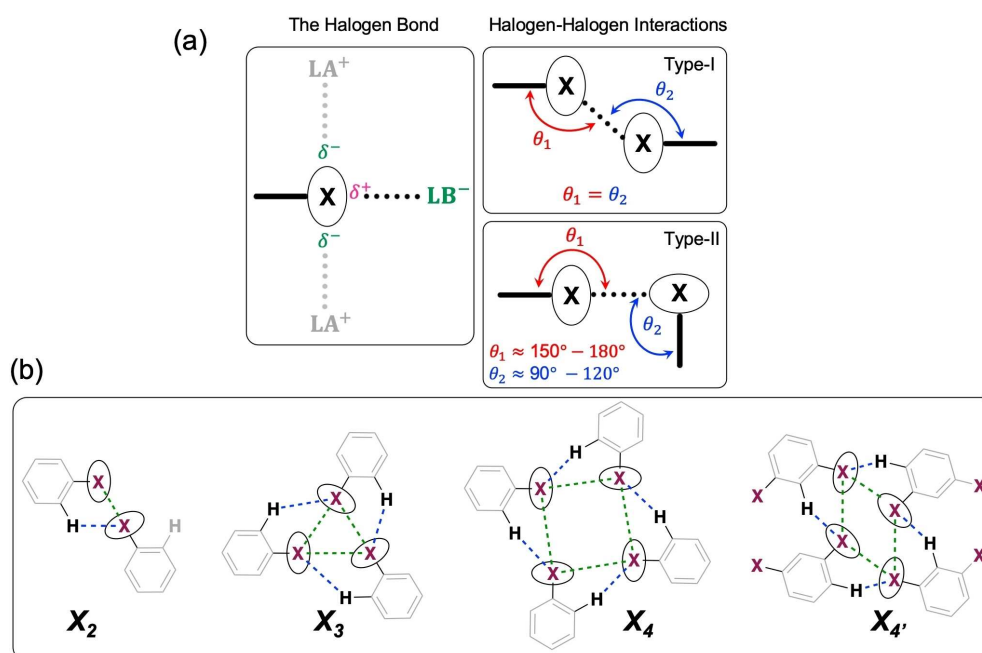 The Halogen Bond
Halogen-Halogen Interactions
(a)
LA⁺
δ⁻
X
δ⁺
LB⁻
δ⁻
LA⁺
Type-I
X
θ₂
θ₁
X
θ₁ = θ₂
Type-II
θ₁
X
X
θ₂
θ₁ ≈ 150° − 180°
θ₂ ≈ 90° − 120°
(b)
X
X
H
H
X₂
X
X
X
H
H
H
X₃
X
X
X
X
H
H
H
H
X₄
X
X
X
X
X
X
X
X
H
H
H
H
X₄'